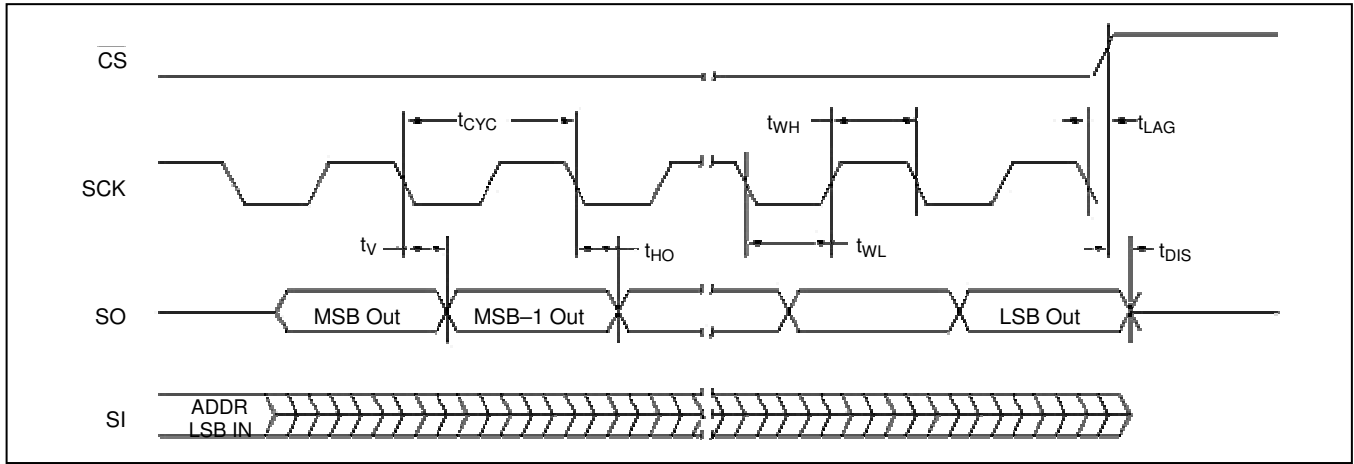 CS
tCYC
tWH
tLAG
SCK
tV
tHO
tWL
tDIS
SO
MSB Out
MSB–1 Out
LSB Out
SI
ADDR
LSB IN